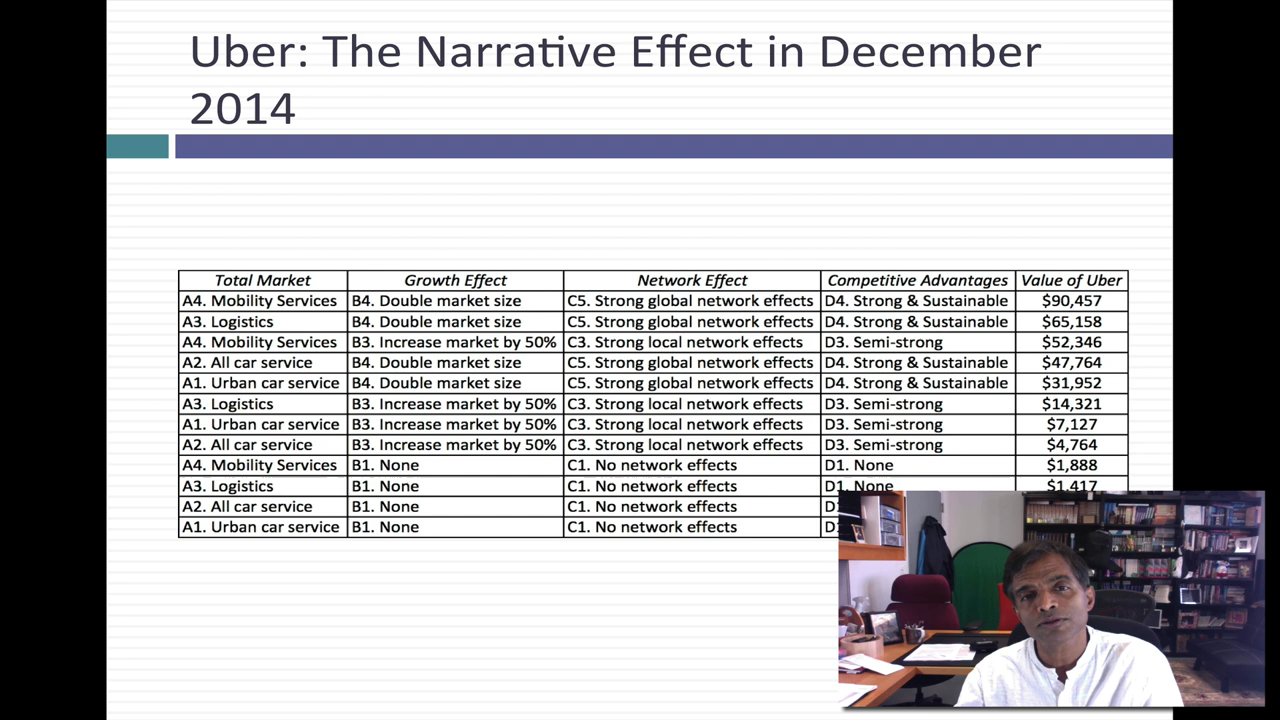 Uber: The Narrative Effect in December
2014
Total Market Growth Effect Network Effect Competitive Advantages Value of Uber
A4. Mobility Services B4. Double market size C5. Strong global network effects D4. Strong & Sustainable $90,457
A3. Logistics B4. Double market size C5. Strong global network effects D4. Strong & Sustainable $65,158
A4. Mobility Services B3. Increase market by 50% C3. Strong local network effects D3. Semi-strong $52,346
A2. All car service B4. Double market size C5. Strong global network effects D4. Strong & Sustainable $47,764
A1. Urban car service B4. Double market size C5. Strong global network effects D4. Strong & Sustainable $31,952
A3. Logistics B3. Increase market by 50% C3. Strong local network effects D3. Semi-strong $14,321
A1. Urban car service B3. Increase market by 50% C3. Strong local network effects D3. Semi-strong $7,127
A2. All car service B3. Increase market by 50% C3. Strong local network effects D3. Semi-strong $4,764
A4. Mobility Services B1. None C1. No network effects D1. None $1,888
A3. Logistics B1. None C1. No network effects D1. None $1,417
A2. All car service B1. None C1. No network effects
A1. Urban car service B1. None C1. No network effects